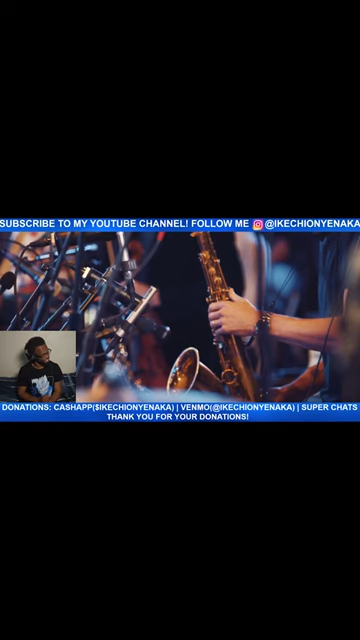 SUBSCRIBE TO MY YOUTUBE CHANNEL! FOLLOW ME @IKECHIONYENAKA
DONATIONS: CASHAPP($IKECHIONYENAKA) | VENMO(@IKECHIONYENAKA) | SUPER CHATS
THANK YOU FOR YOUR DONATIONS!